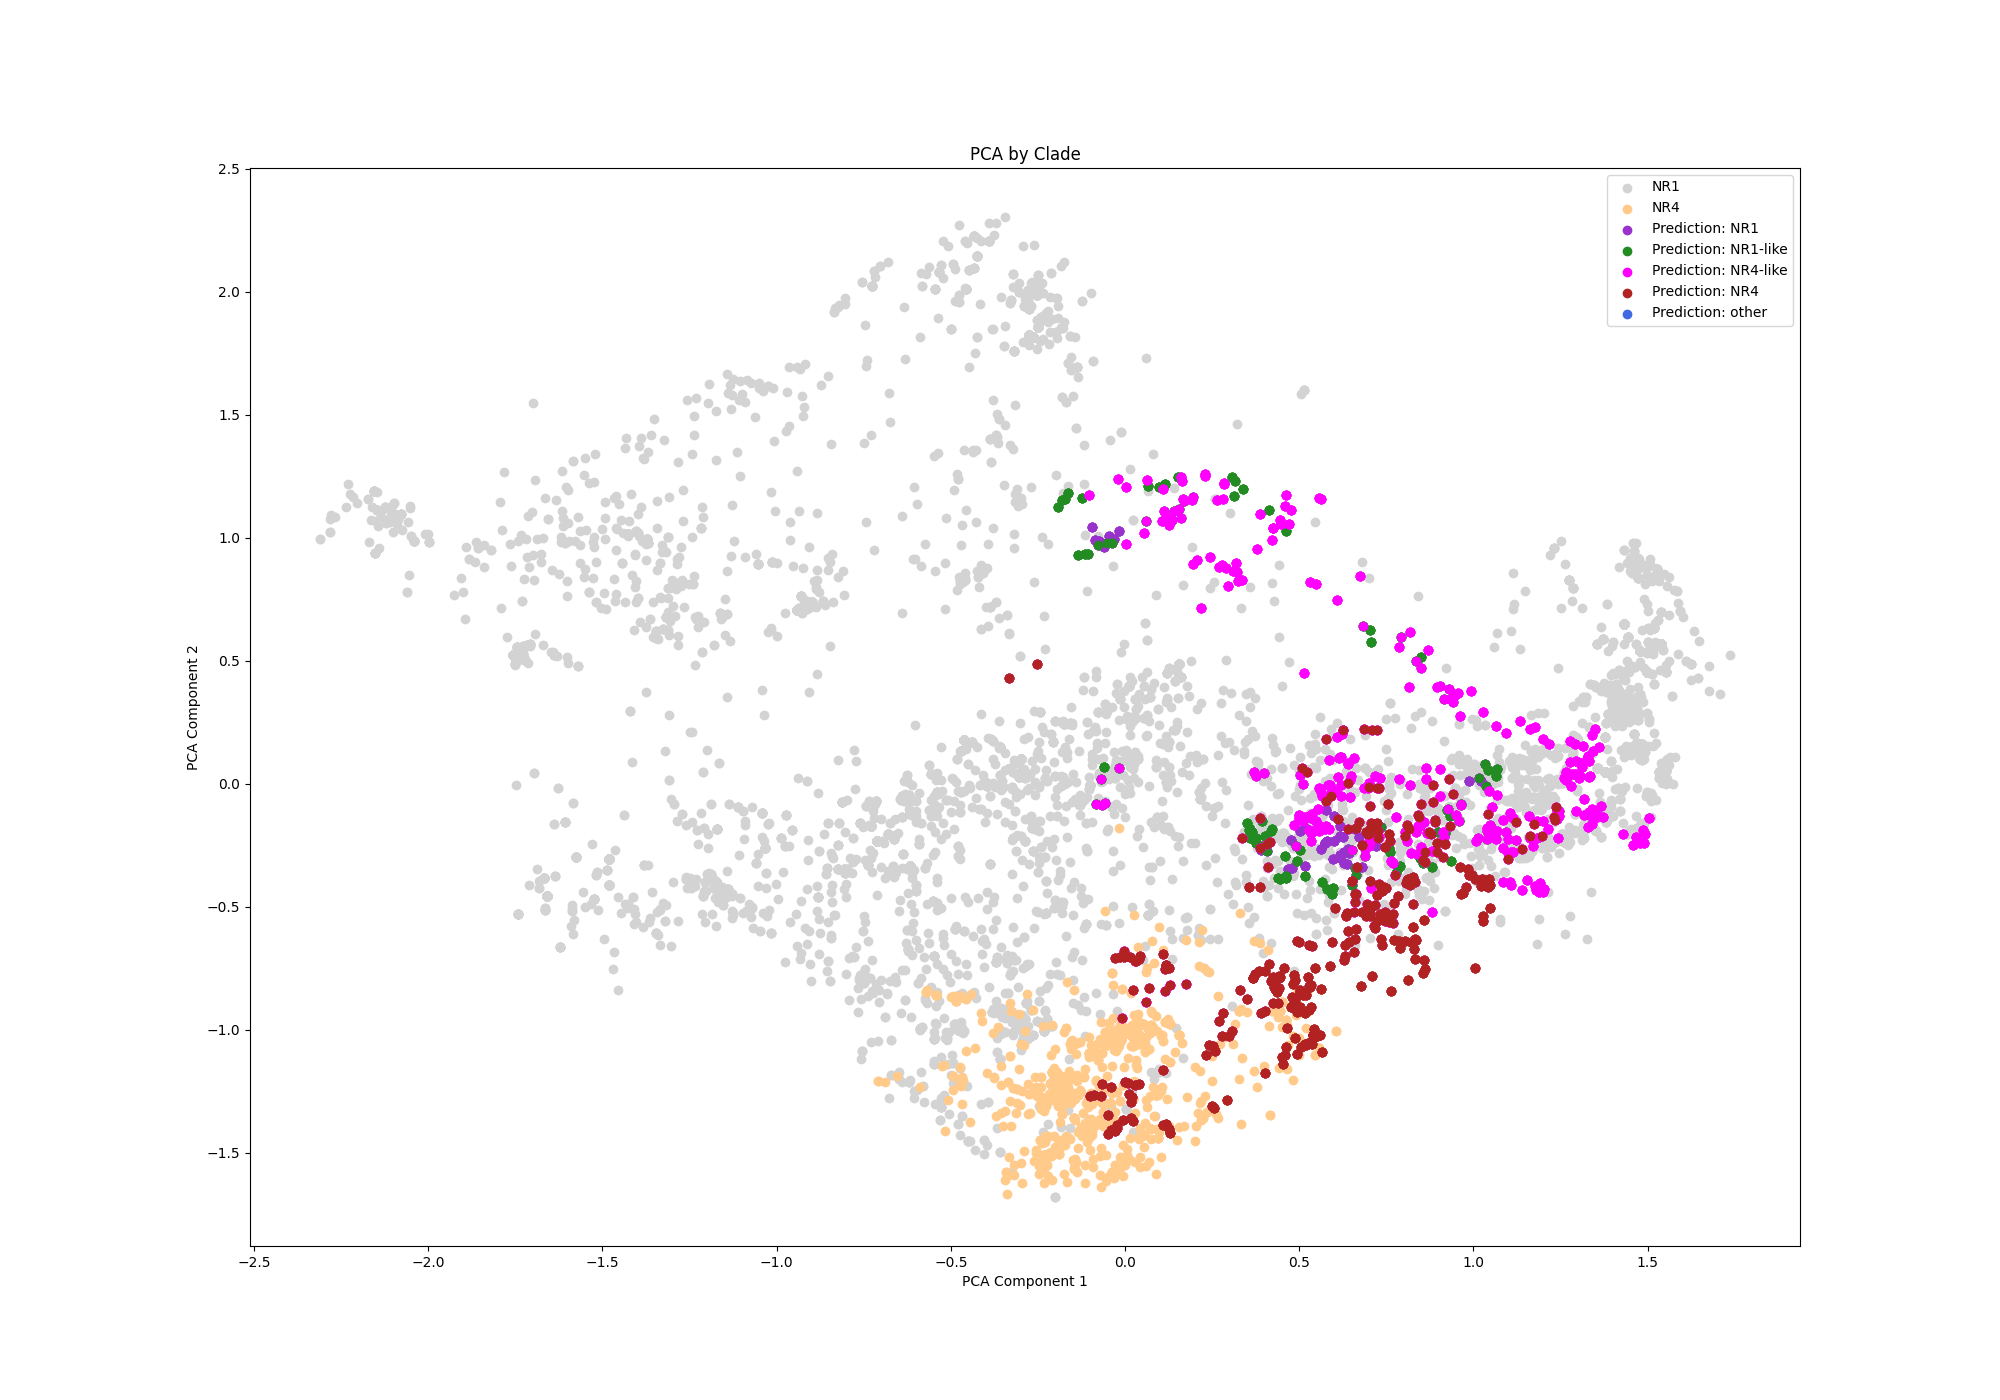 PCA by Clade
2.5
2.0
1.5
1.0
0.5
0.0
−0.5
−1.0
−1.5
PCA Component 2
NR1
NR4
Prediction: NR1
Prediction: NR1-like
Prediction: NR4-like
Prediction: NR4
Prediction: other
−2.5 −2.0 −1.5 −1.0 −0.5 0.0 0.5 1.0 1.5
PCA Component 1